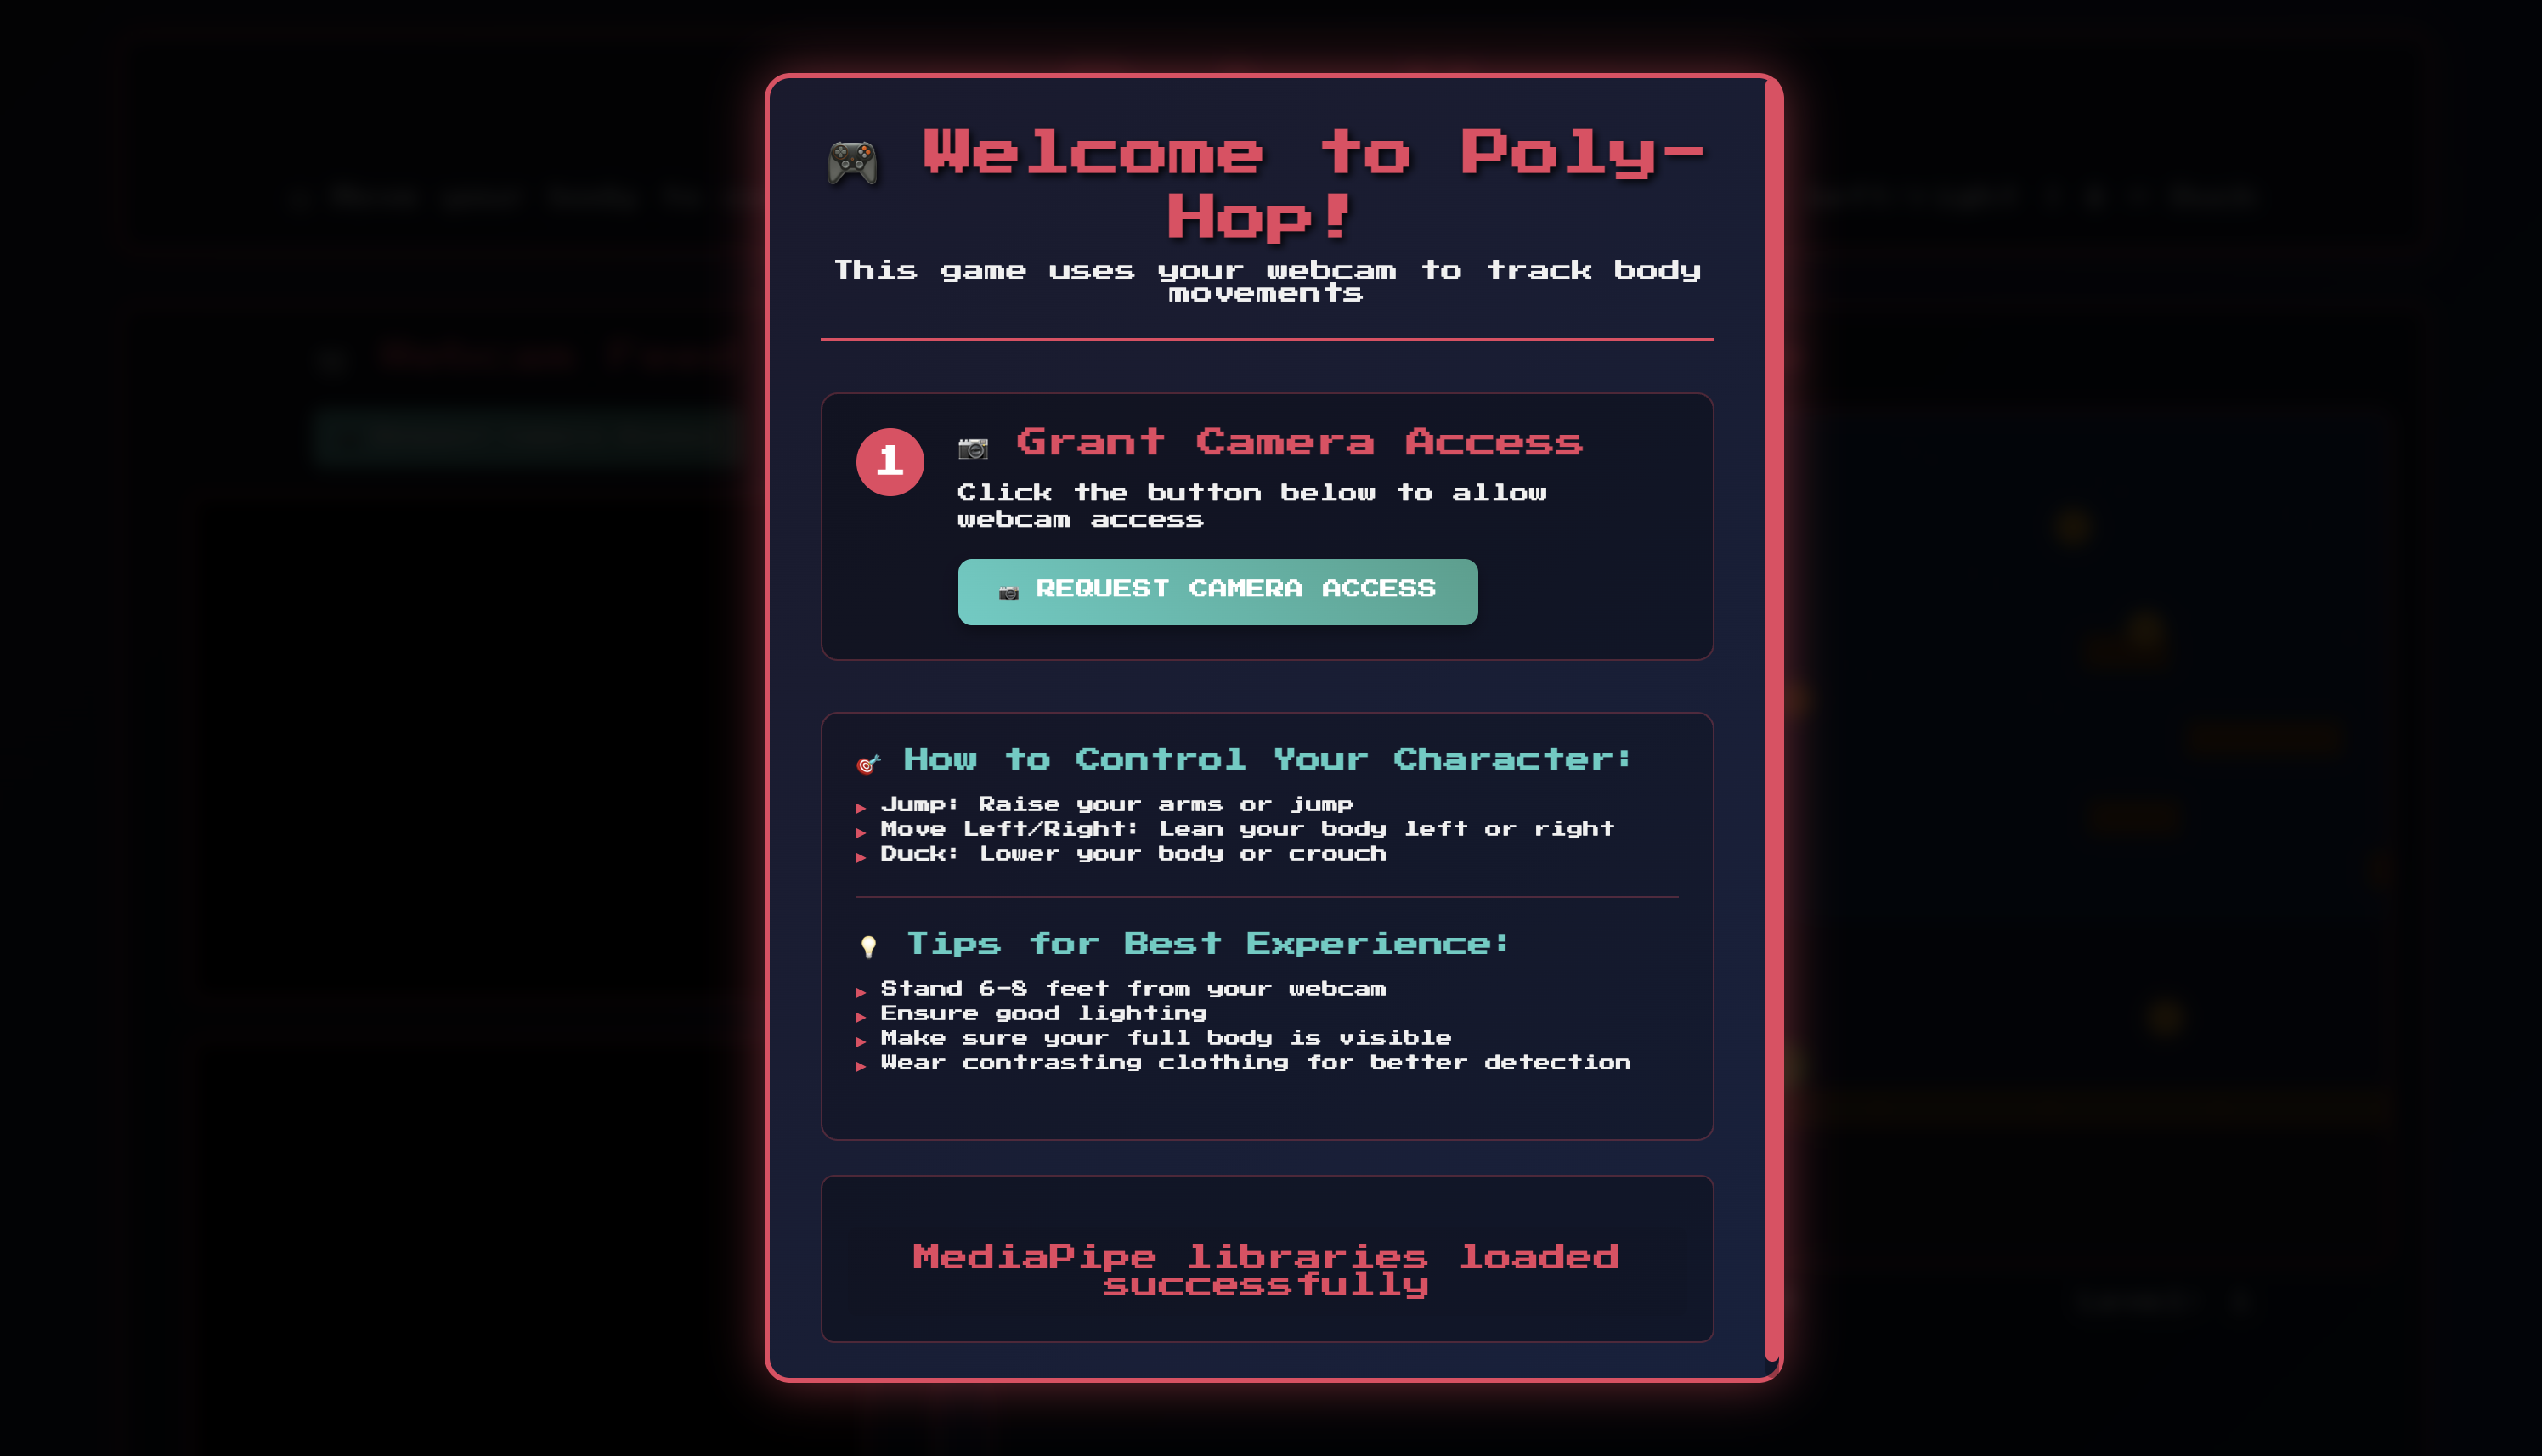 🎮 Welcome to Poly-
Hop!
This game uses your webcam to track body
movements
1
📷 Grant Camera Access
Click the button below to allow
webcam access
📷 REQUEST CAMERA ACCESS
🎯 How to Control Your Character:
▶ Jump: Raise your arms or jump
▶ Move Left/Right: Lean your body left or right
▶ Duck: Lower your body or crouch
💡 Tips for Best Experience:
▶ Stand 6-8 feet from your webcam
▶ Ensure good lighting
▶ Make sure your full body is visible
▶ Wear contrasting clothing for better detection
MediaPipe libraries loaded
successfully